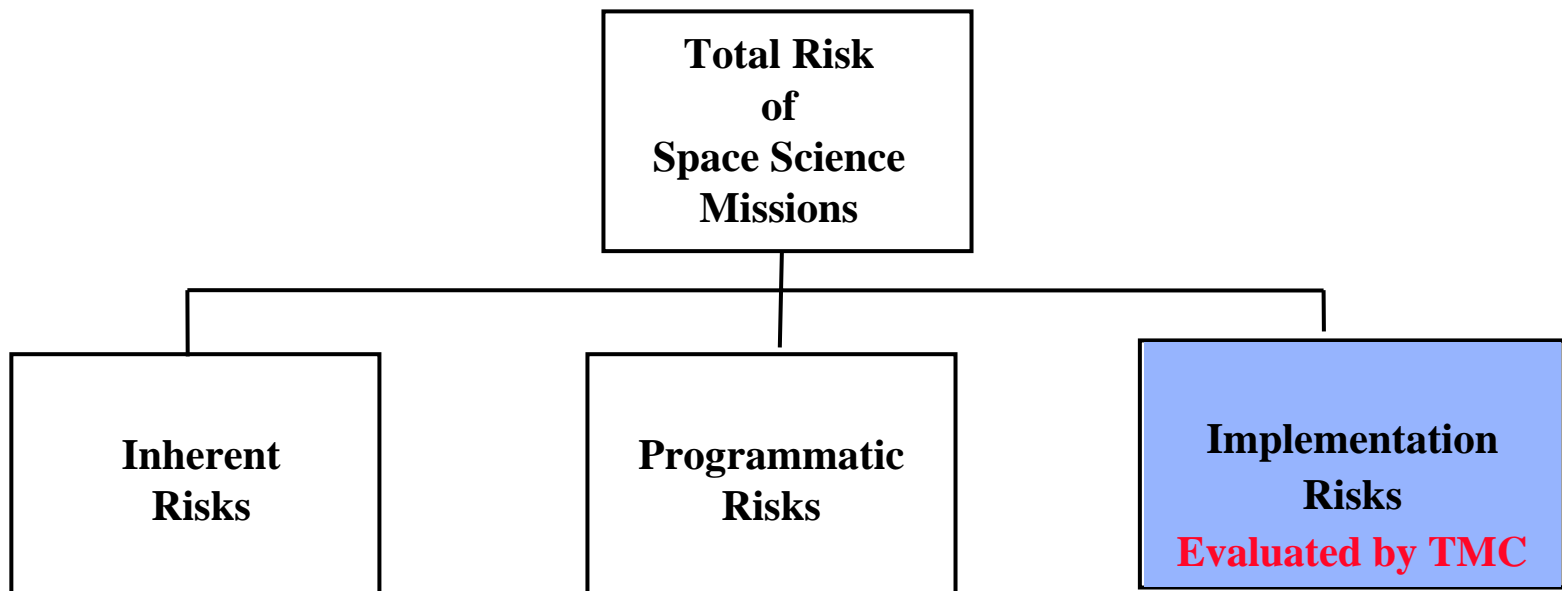 Total Risk
of
Space Science
Missions
Inherent
Risks
Programmatic
Risks
Implementation
Risks
Evaluated by TMC